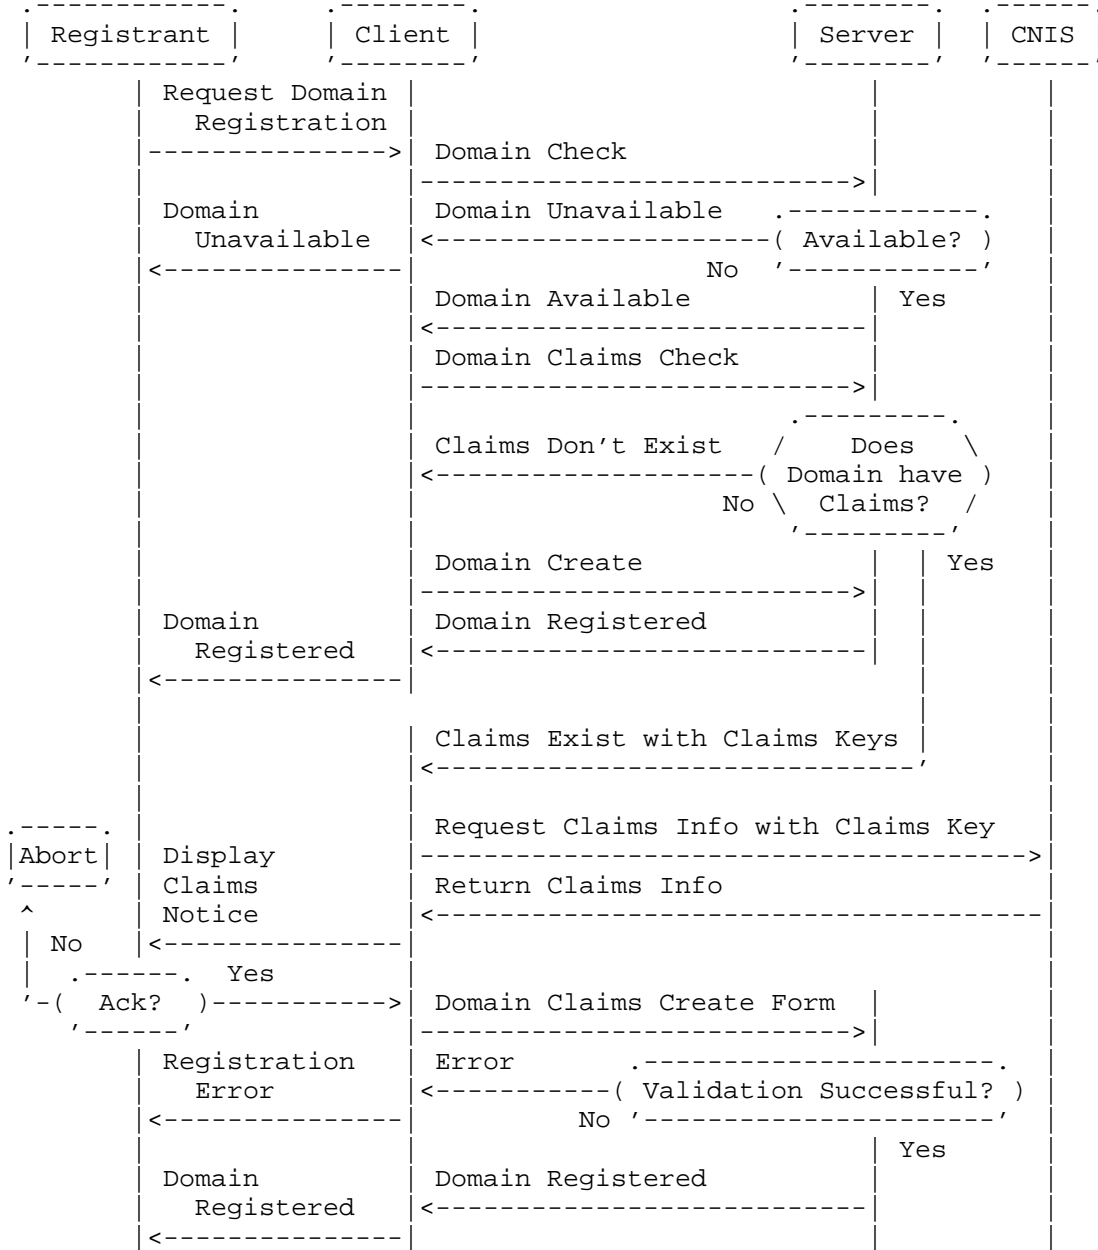 Registrant Client Server CNIS
Request Domain
Registration
Domain Check
Domain Domain Unavailable
Unavailable Available?
No
Domain Available Yes
Domain Claims Check
Claims Don't Exist Does
Domain have
No Claims?
Domain Create Yes
Domain Domain Registered
Registered
Claims Exist with Claims Keys
Request Claims Info with Claims Key
Abort Display
Claims Return Claims Info
Notice
No
Yes
Ack? Domain Claims Create Form
Registration Error
Error Validation Successful?
No
Yes
Domain Domain Registered
Registered